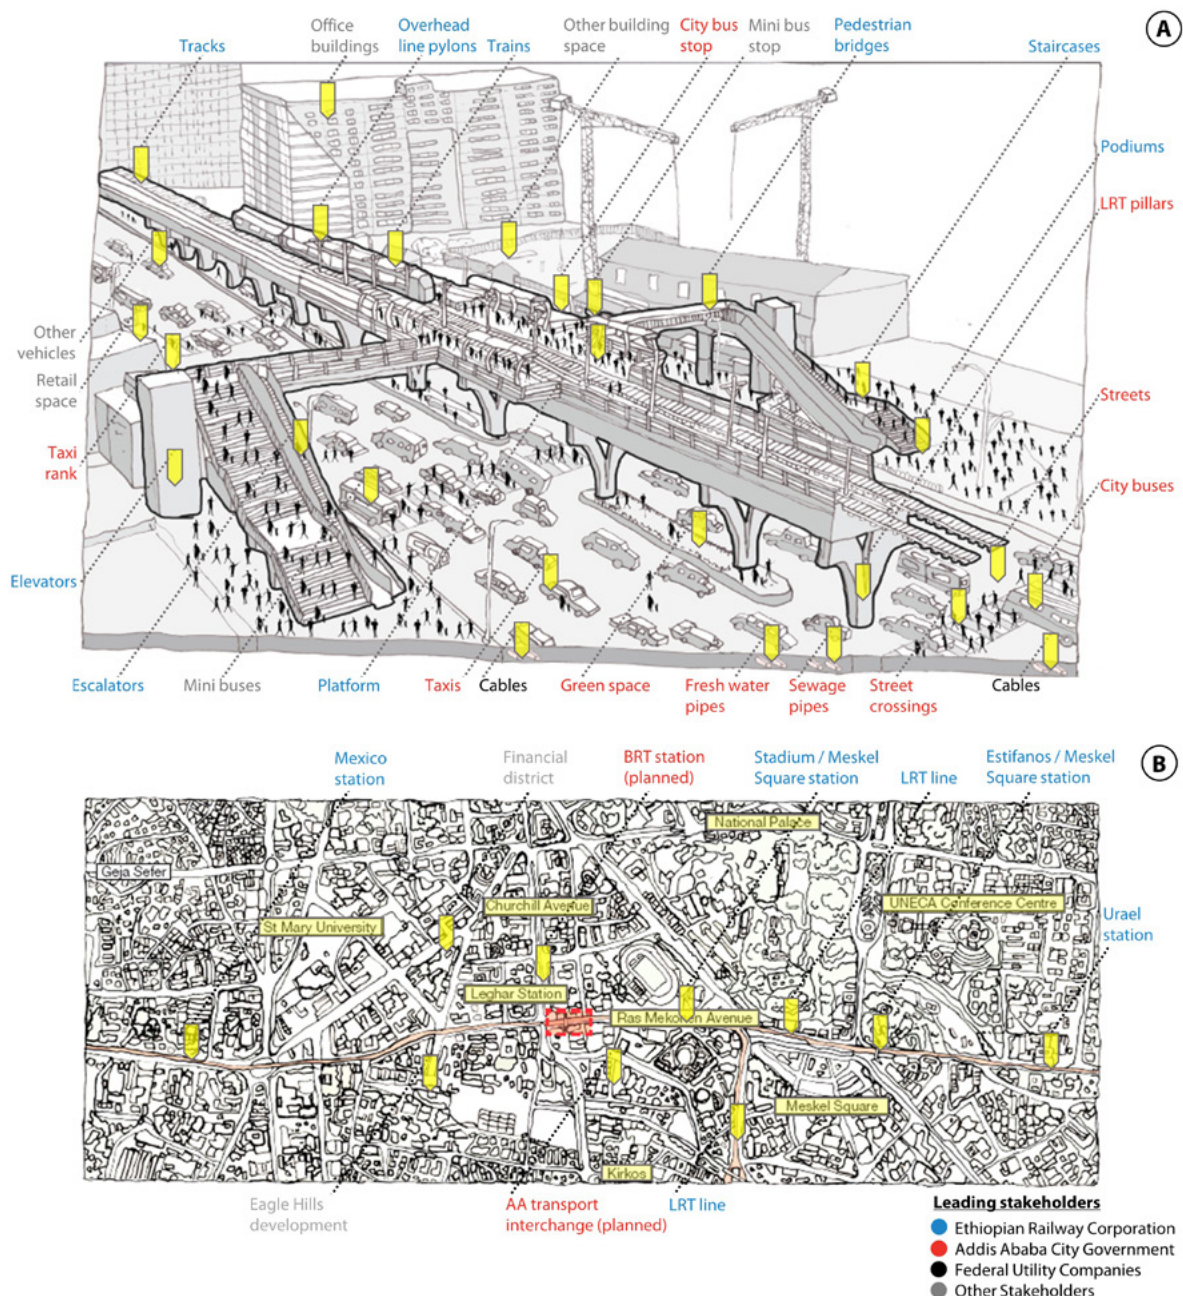 A
Office
buildings
Overhead
line pylons
Other building
space
City bus
stop
Mini bus
stop
Pedestrian
bridges
Tracks
Trains
Staircases
Podiums
LRT pillars
Other
vehicles
Retail
space
Streets
Taxi
rank
City buses
Elevators
Escalators
Mini buses
Platform
Taxis
Cables
Green space
Fresh water
pipes
Sewage
pipes
Street
crossings
Cables
B
Mexico
station
Financial
district
BRT station
(planned)
Stadium / Meskel
Square station
LRT line
Estifanos / Meskel
Square station
National Palace
Geja Sefer
Churchill Avenue
UNECA Conference Centre
St Mary University
Urael
station
Leghar Station
Ras Mekonen Avenue
Meskel Square
Kirkos
Eagle Hills
development
AA transport
interchange (planned)
LRT line
Leading stakeholders
Ethiopian Railway Corporation
Addis Ababa City Government
Federal Utility Companies
Other Stakeholders